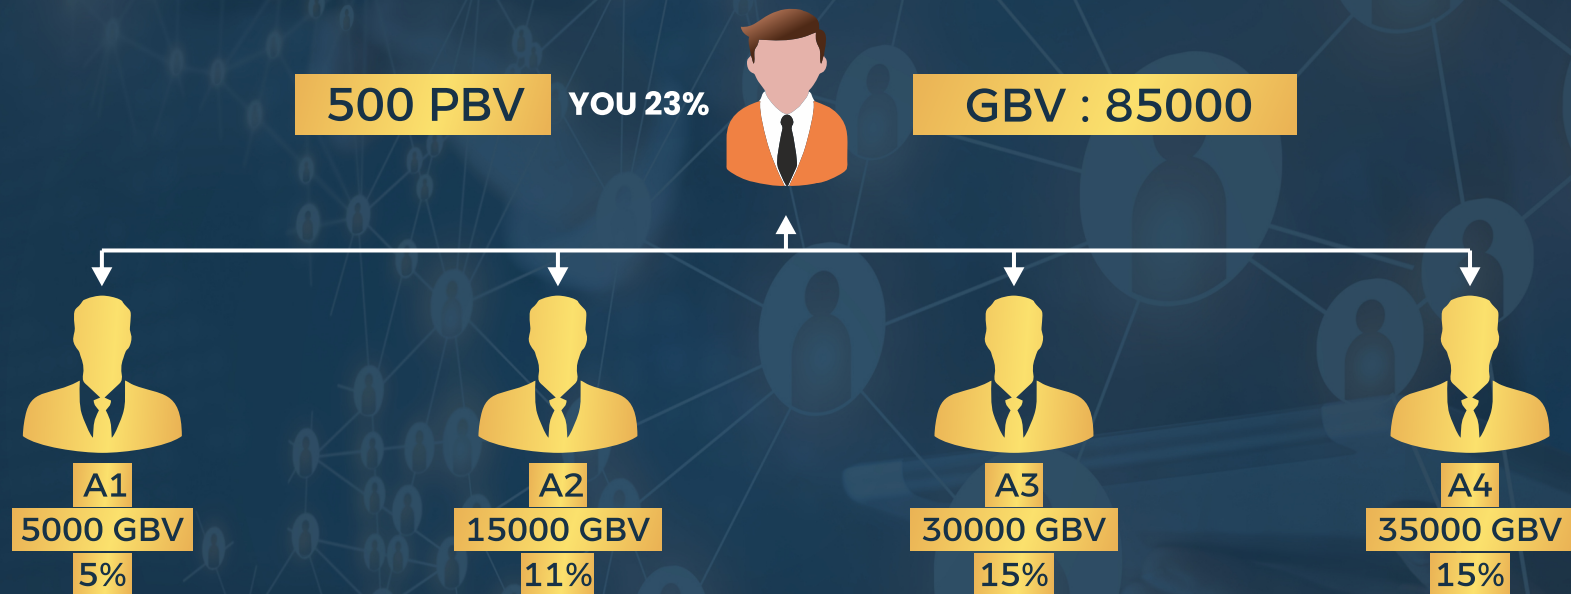 500 PBV
YOU 23%
GBV : 85000
A1
5000 GBV
5%
A2
15000 GBV
11%
A3
30000 GBV
15%
A4
35000 GBV
15%